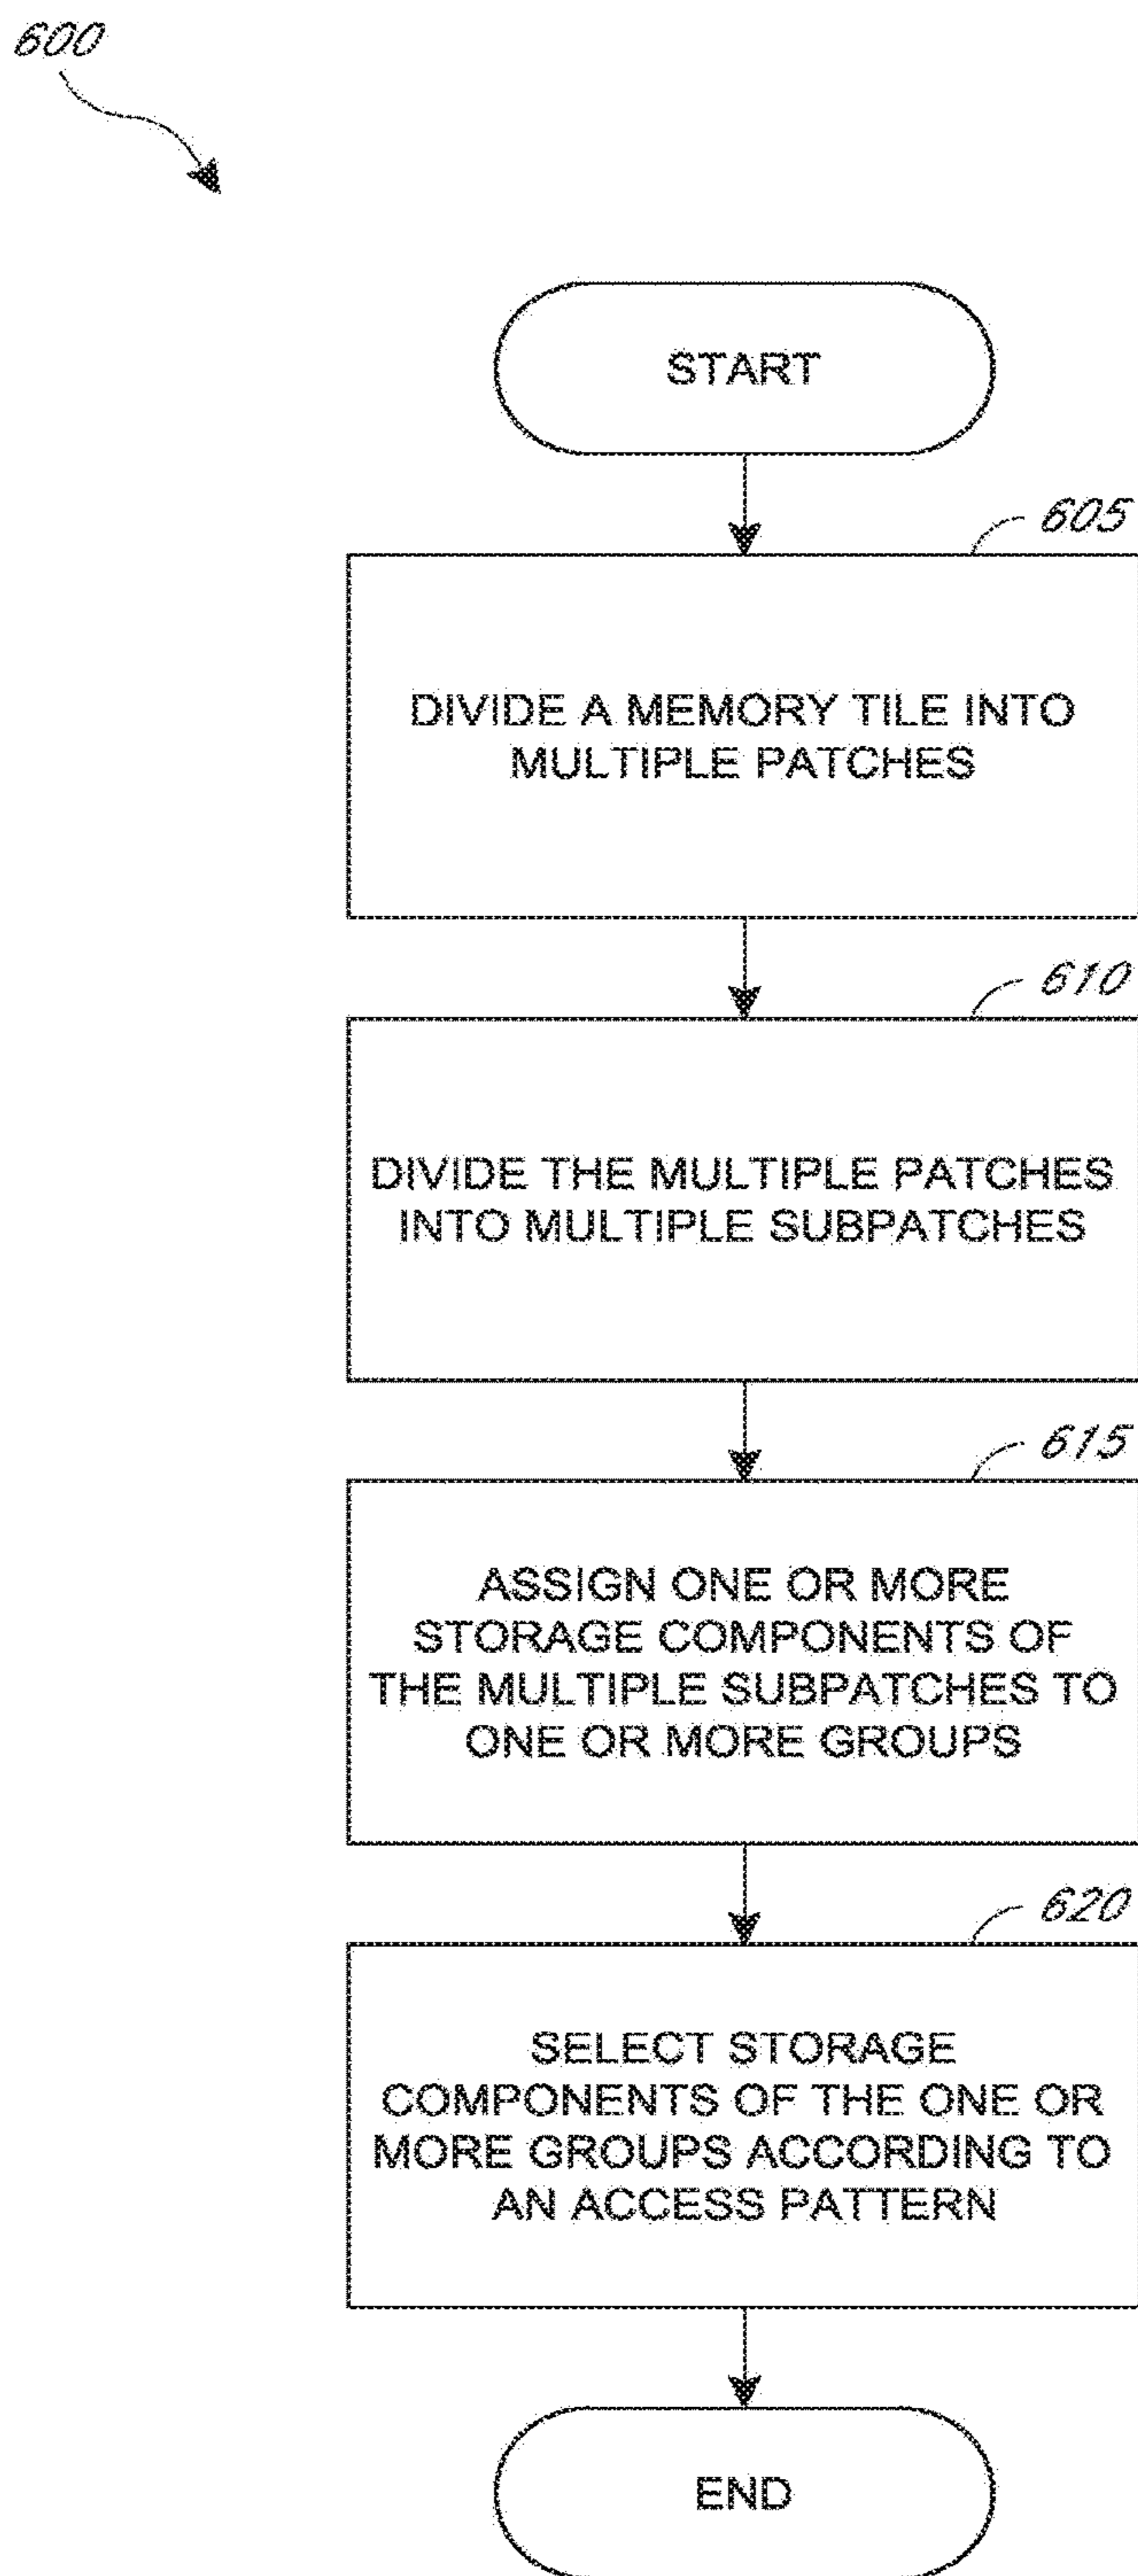 600
START
605
DIVIDE A MEMORY TILE INTO
MULTIPLE PATCHES
610
DIVIDE THE MULTIPLE PATCHES
INTO MULTIPLE SUBPATCHES
615
ASSIGN ONE OR MORE
STORAGE COMPONENTS OF
THE MULTIPLE SUBPATCHES TO
ONE OR MORE GROUPS
620
SELECT STORAGE
COMPONENTS OF THE ONE OR
MORE GROUPS ACCORDING TO
AN ACCESS PATTERN
END